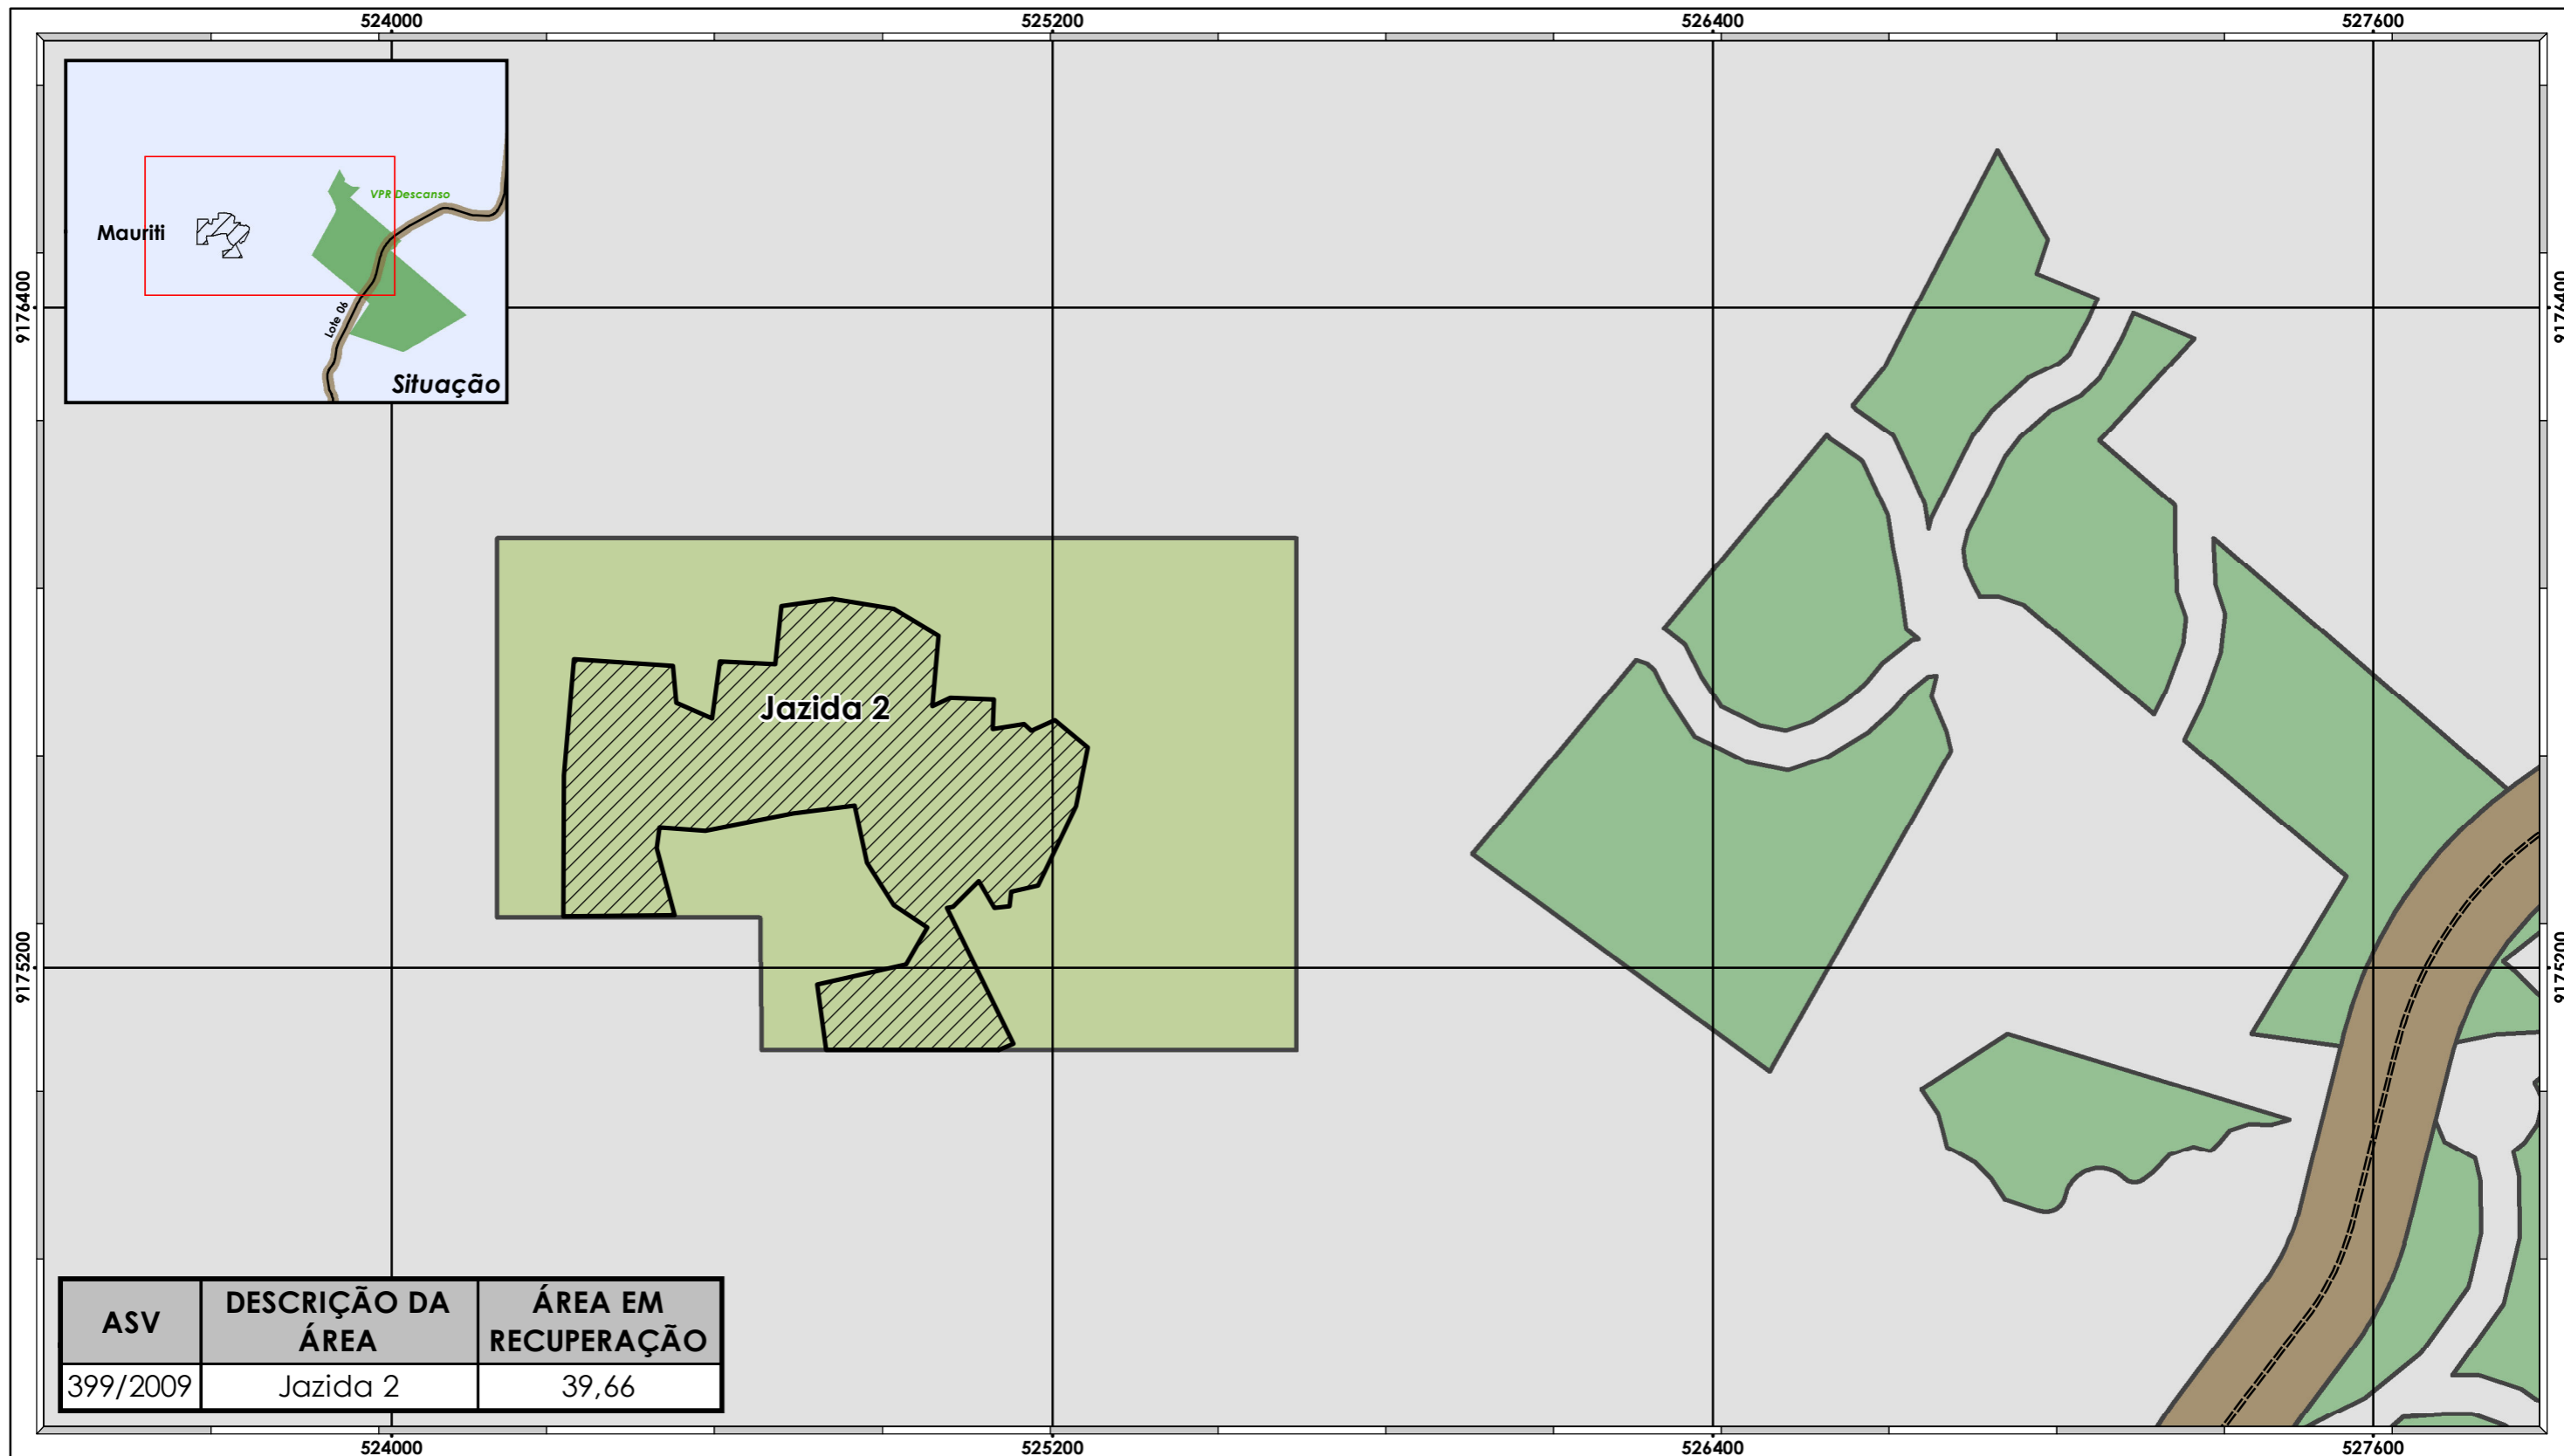 524000
525200
526400
527600
VPR Descanso
Mauriti
Lote 06
Situação
9176400
9176400
Jazida 2
9175200
9175200
ASV
DESCRIÇÃO DA
ÁREA
ÁREA EM
RECUPERAÇÃO
399/2009
Jazida 2
39,66
524000
525200
526400
527600